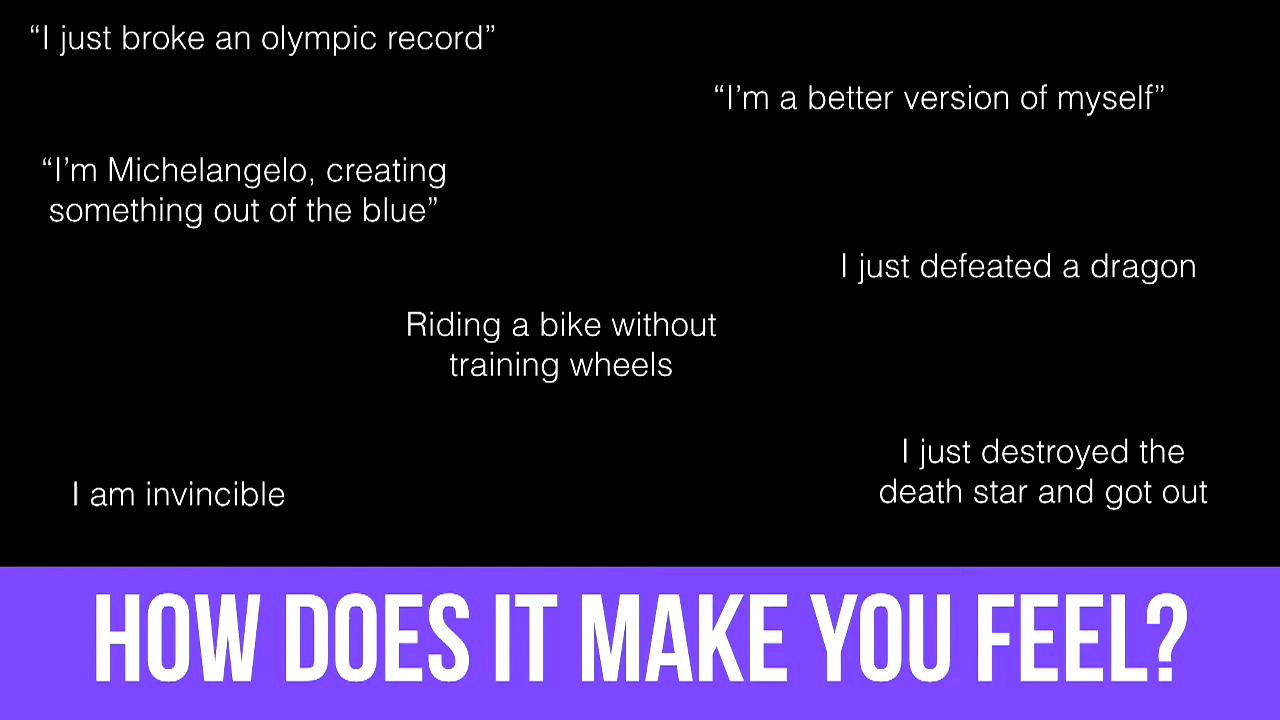 “I just broke an olympic record”
“I’m a better version of myself”
“I’m Michelangelo, creating
something out of the blue”
I just defeated a dragon
Riding a bike without
training wheels
I just destroyed the
death star and got out
I am invincible
HOW DOES IT MAKE YOU FEEL?